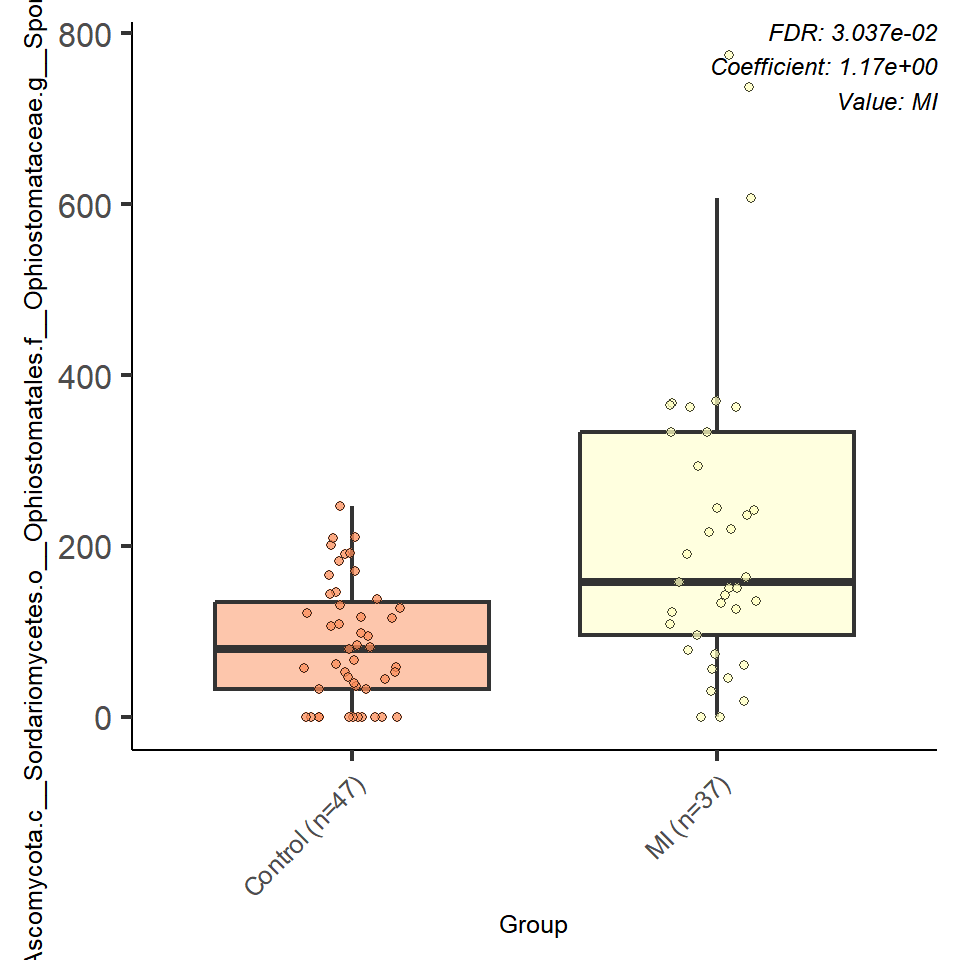 Ascomycota.c__Sordariomycetes.o__Ophiostomatales.f__Ophiostomataceae.g__Spor
800
600
400
200
0
FDR: 3.037e-02
Coefficient: 1.17e+00
Value: MI
Control (n=47)
MI (n=37)
Group